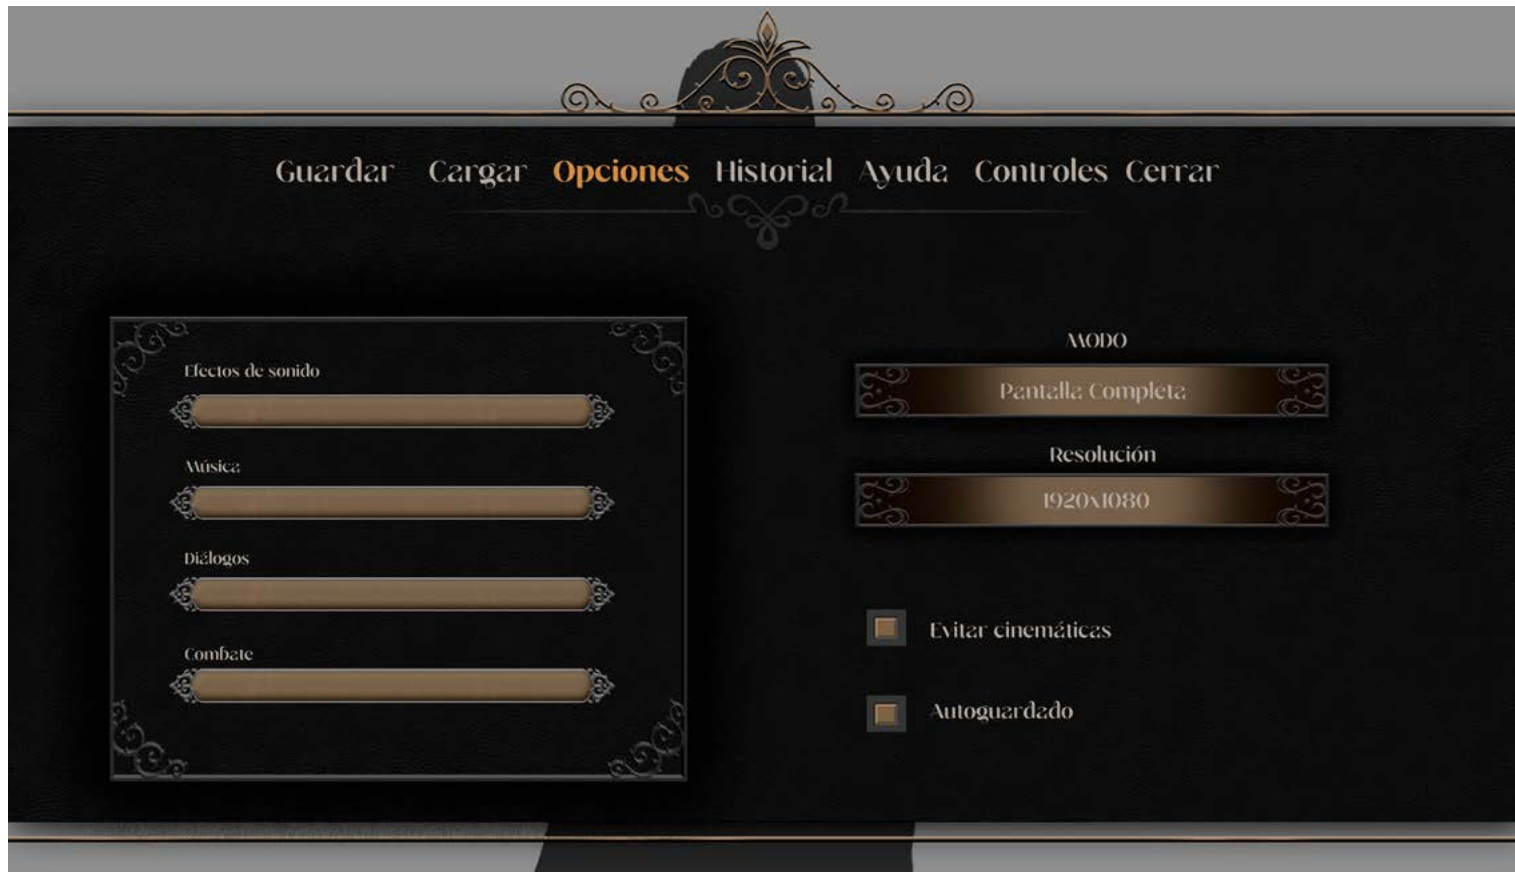 Guardar Cargar Opciones Historial Ayuda Controles Cerrar
Efectos de sonido
Música
Diálogos
Combate
MODO
Pantalla Completa
Resolución
1920x1080
Evitar cinemáticas
Autoguardado